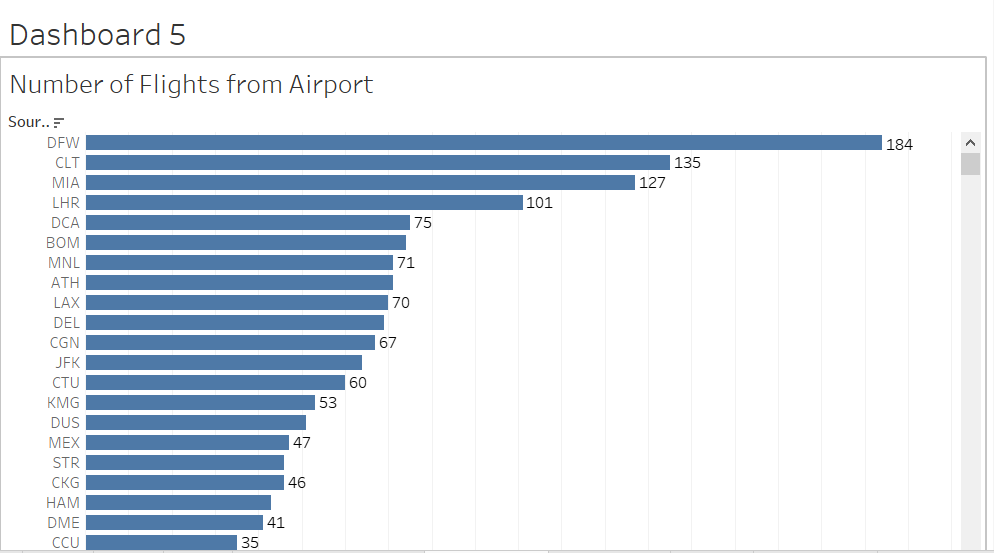 Dashboard 5
Number of Flights from Airport
Sour..
DFW 184
CLT 135
MIA 127
LHR 101
DCA 75
BOM
MNL 71
ATH
LAX 70
DEL
CGN 67
JFK
CTU 60
KMG 53
DUS
MEX 47
STR
CKG 46
HAM
DME 41
CCU 35